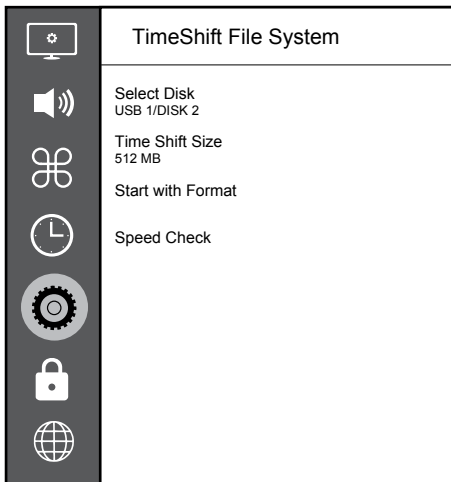 TimeShift File System
Select Disk
USB 1/DISK 2
Time Shift Size
512 MB
Start with Format
Speed Check